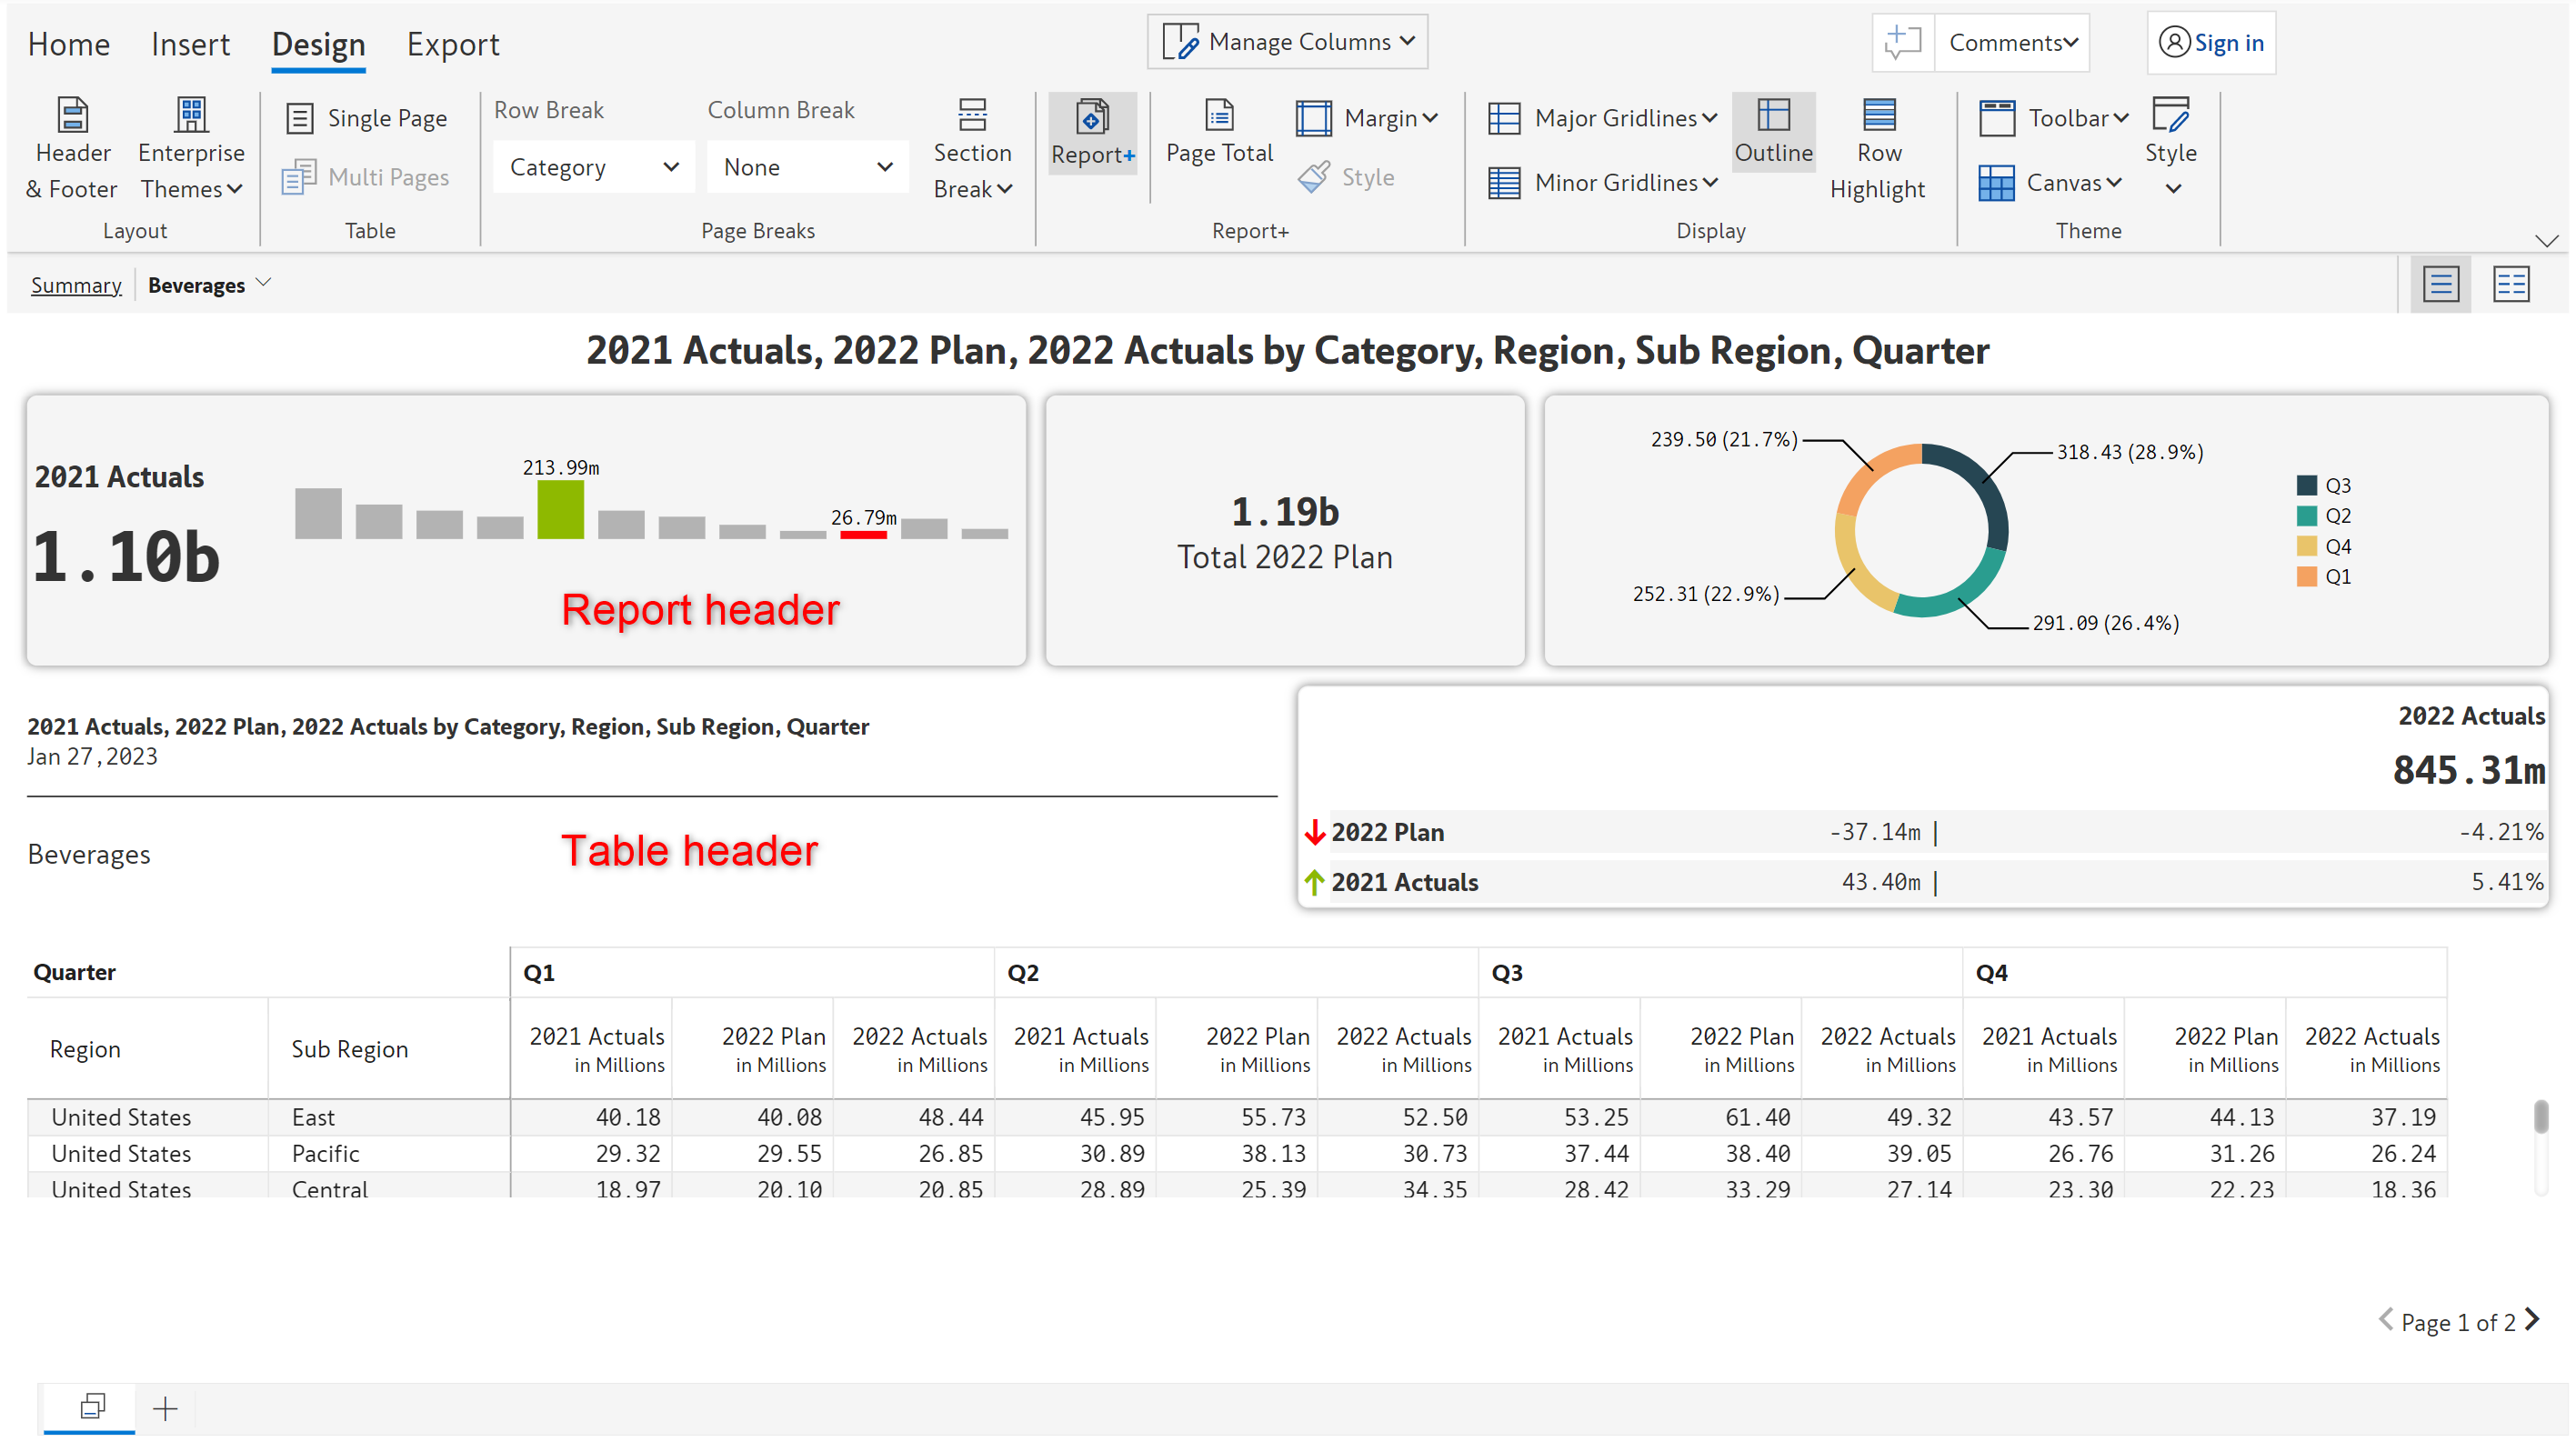 Home Insert Design Export Manage Columns Comments Sign in
Header & Footer Enterprise Themes Single Page Row Break Column Break Section Break Report+ Page Total Margin Major Gridlines Outline Row Highlight Toolbar Style
Multi Pages Category None Style Minor Gridlines Canvas
Layout Table Page Breaks Report+ Display Theme
Summary Beverages
2021 Actuals, 2022 Plan, 2022 Actuals by Category, Region, Sub Region, Quarter
2021 Actuals
1.10b
213.99m
26.79m
Report header
1.19b
Total 2022 Plan
239.50 (21.7%)
318.43 (28.9%)
252.31 (22.9%)
291.09 (26.4%)
Q3
Q2
Q4
Q1
2021 Actuals, 2022 Plan, 2022 Actuals by Category, Region, Sub Region, Quarter
Jan 27, 2023
Beverages
Table header
2022 Actuals
845.31m
2022 Plan -37.14m | -4.21%
2021 Actuals 43.40m | 5.41%
Quarter Q1 Q2 Q3 Q4
Region Sub Region 2021 Actuals 2022 Plan 2022 Actuals 2021 Actuals 2022 Plan 2022 Actuals 2021 Actuals 2022 Plan 2022 Actuals 2021 Actuals 2022 Plan 2022 Actuals
in Millions in Millions in Millions in Millions in Millions in Millions in Millions in Millions in Millions in Millions in Millions in Millions
United States East 40.18 40.08 48.44 45.95 55.73 52.50 53.25 61.40 49.32 43.57 44.13 37.19
United States Pacific 29.32 29.55 26.85 30.89 38.13 30.73 37.44 38.40 39.05 26.76 31.26 26.24
United States Central 18.97 20.10 20.85 28.89 25.39 34.35 28.42 33.29 27.14 23.30 22.23 18.36
Page 1 of 2